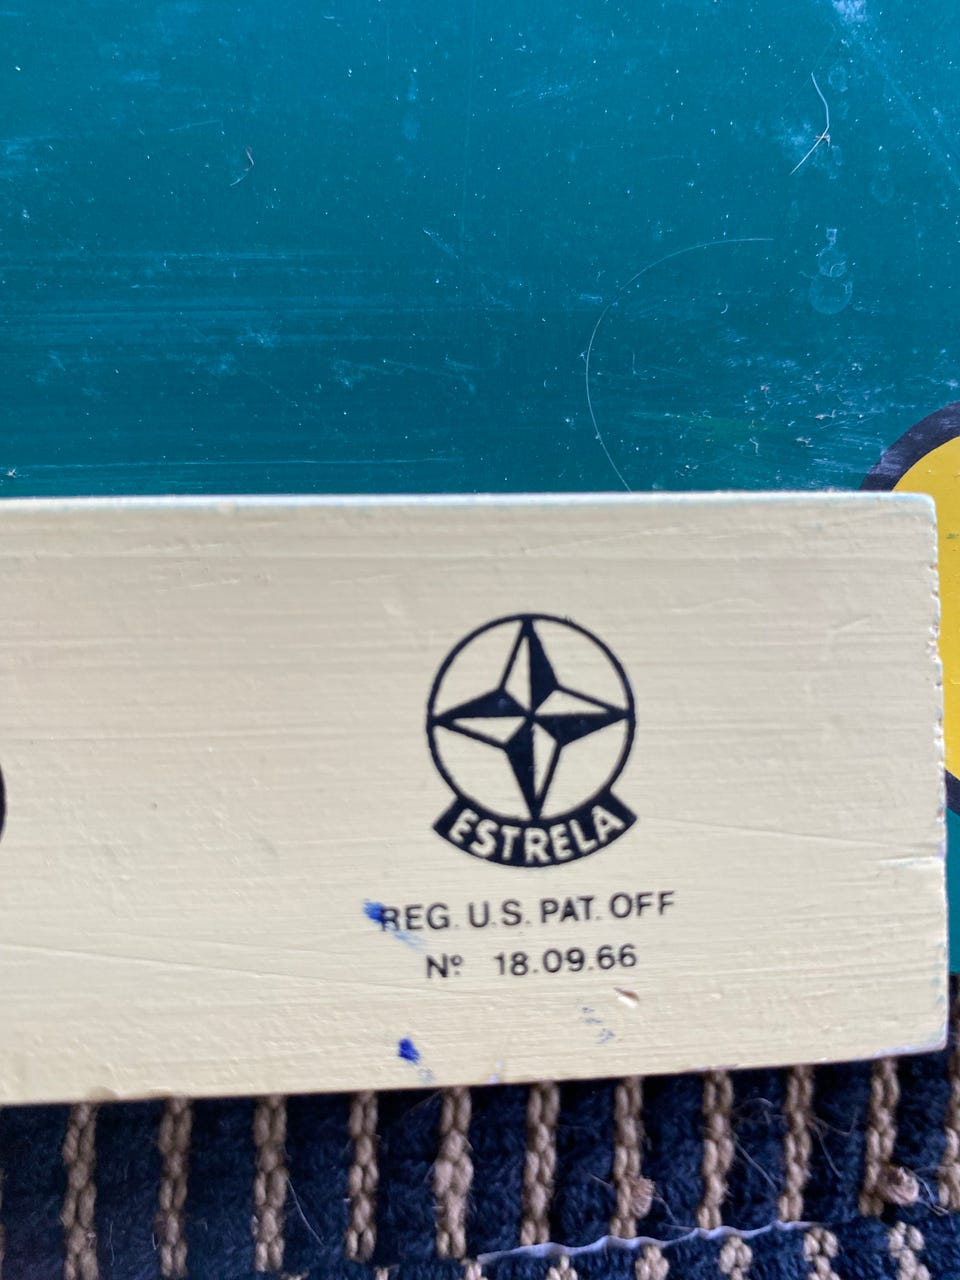 ESTRELA
REG. U.S. PAT. OFF
Nº 18.09.66